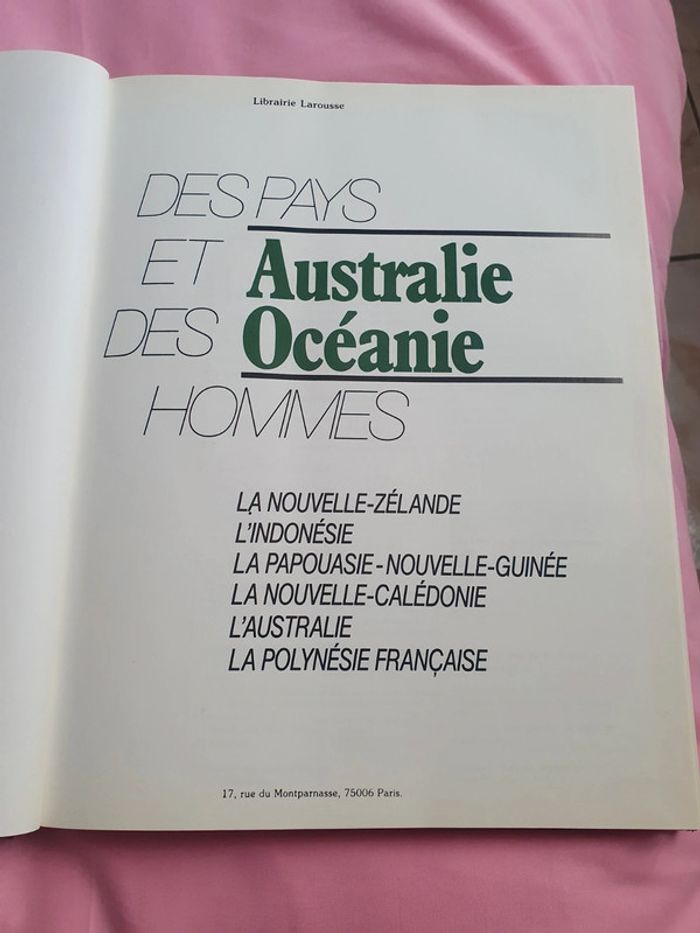 Librairie Larousse
DES PAYS
ET
DES
HOMMES
Australie
Océanie
LA NOUVELLE-ZÉLANDE
L'INDONÉSIE
LA PAPOUASIE-NOUVELLE-GUINÉE
LA NOUVELLE-CALÉDONIE
L'AUSTRALIE
LA POLYNÉSIE FRANÇAISE
17, rue du Montparnasse, 75006 Paris.